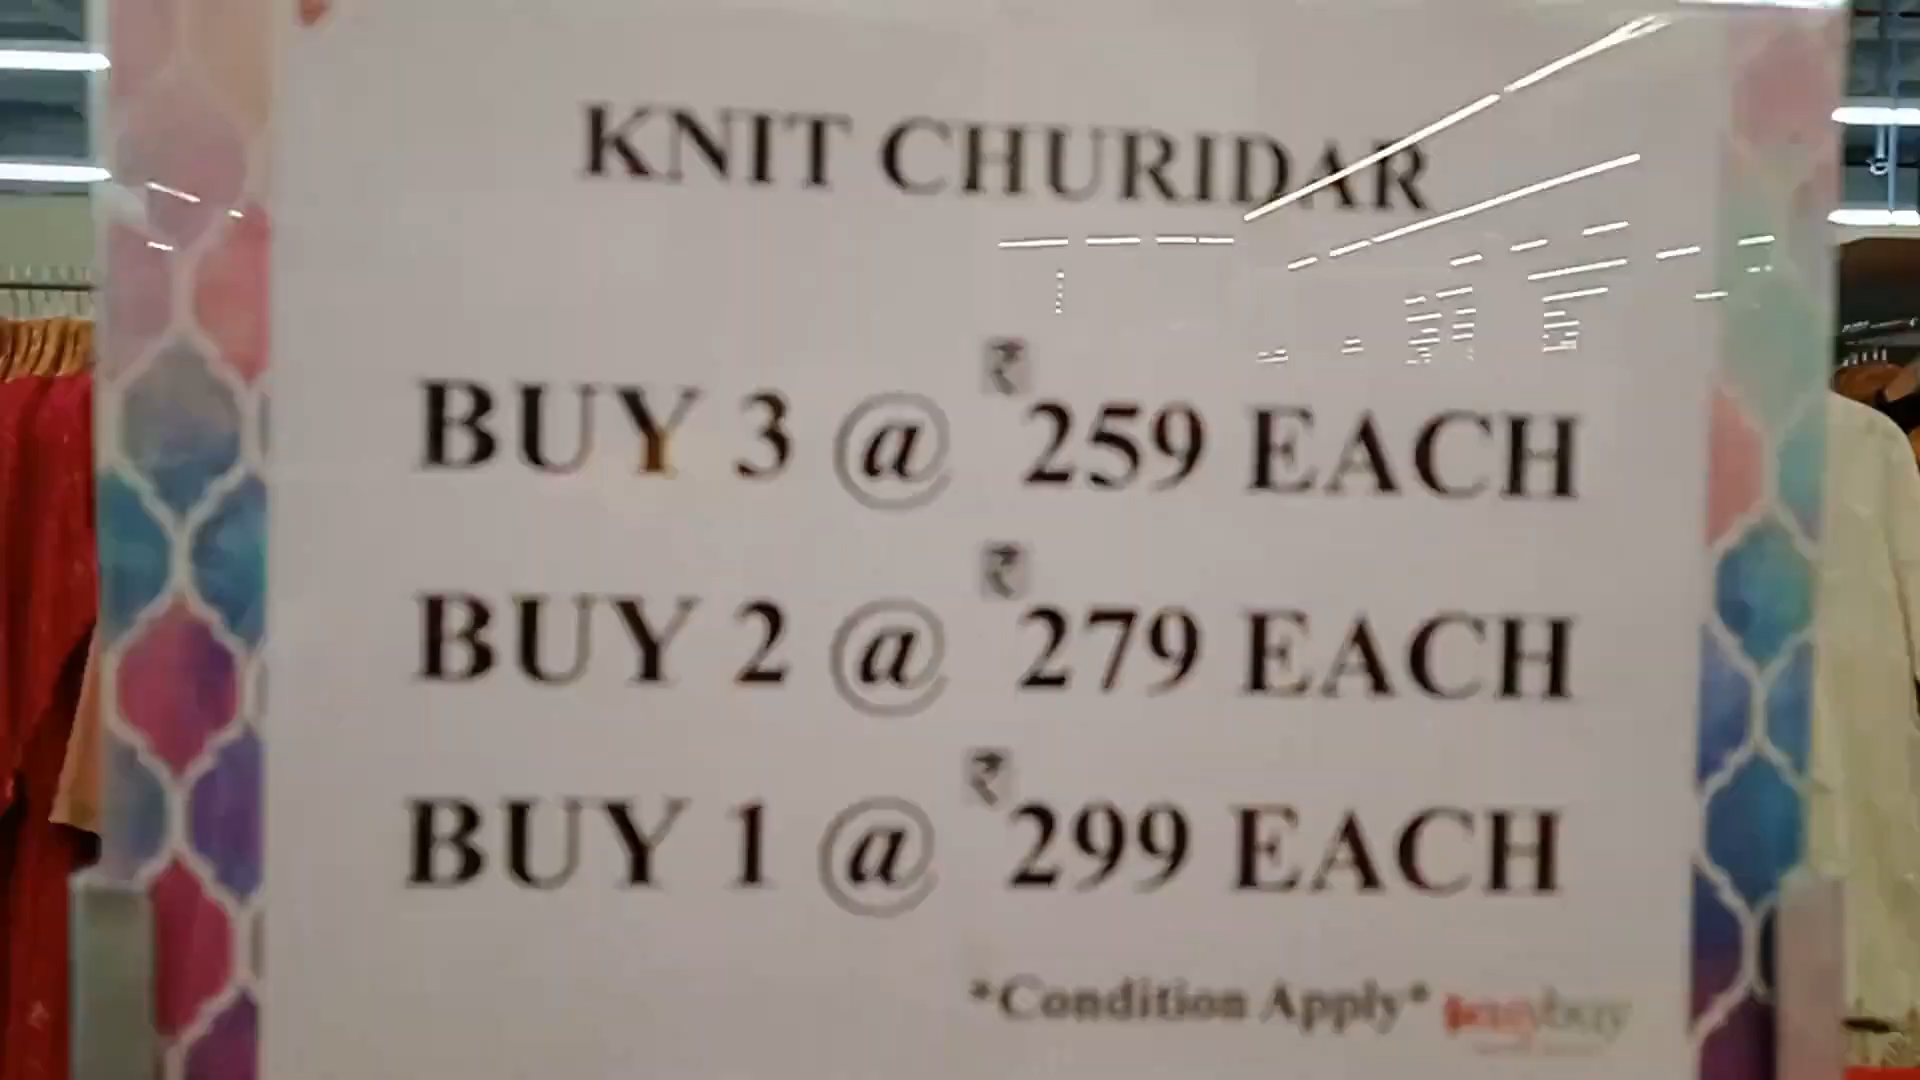 KNIT CHURIDAR
BUY 3 @ ₹259 EACH
BUY 2 @ ₹279 EACH
BUY 1 @ ₹299 EACH
*Condition Apply*